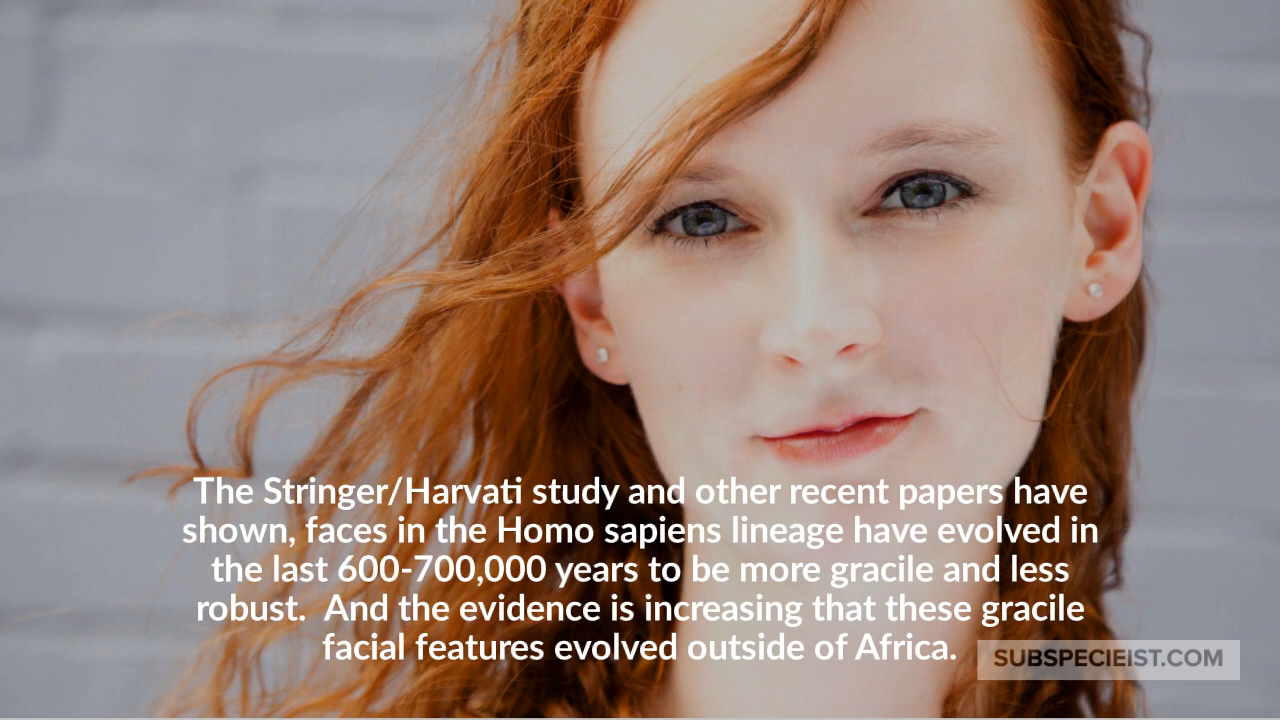 The Stringer/Harvati study and other recent papers have
shown, faces in the Homo sapiens lineage have evolved in
the last 600-700,000 years to be more gracile and less
robust.  And the evidence is increasing that these gracile
facial features evolved outside of Africa.
SUBSPECIEIST.COM